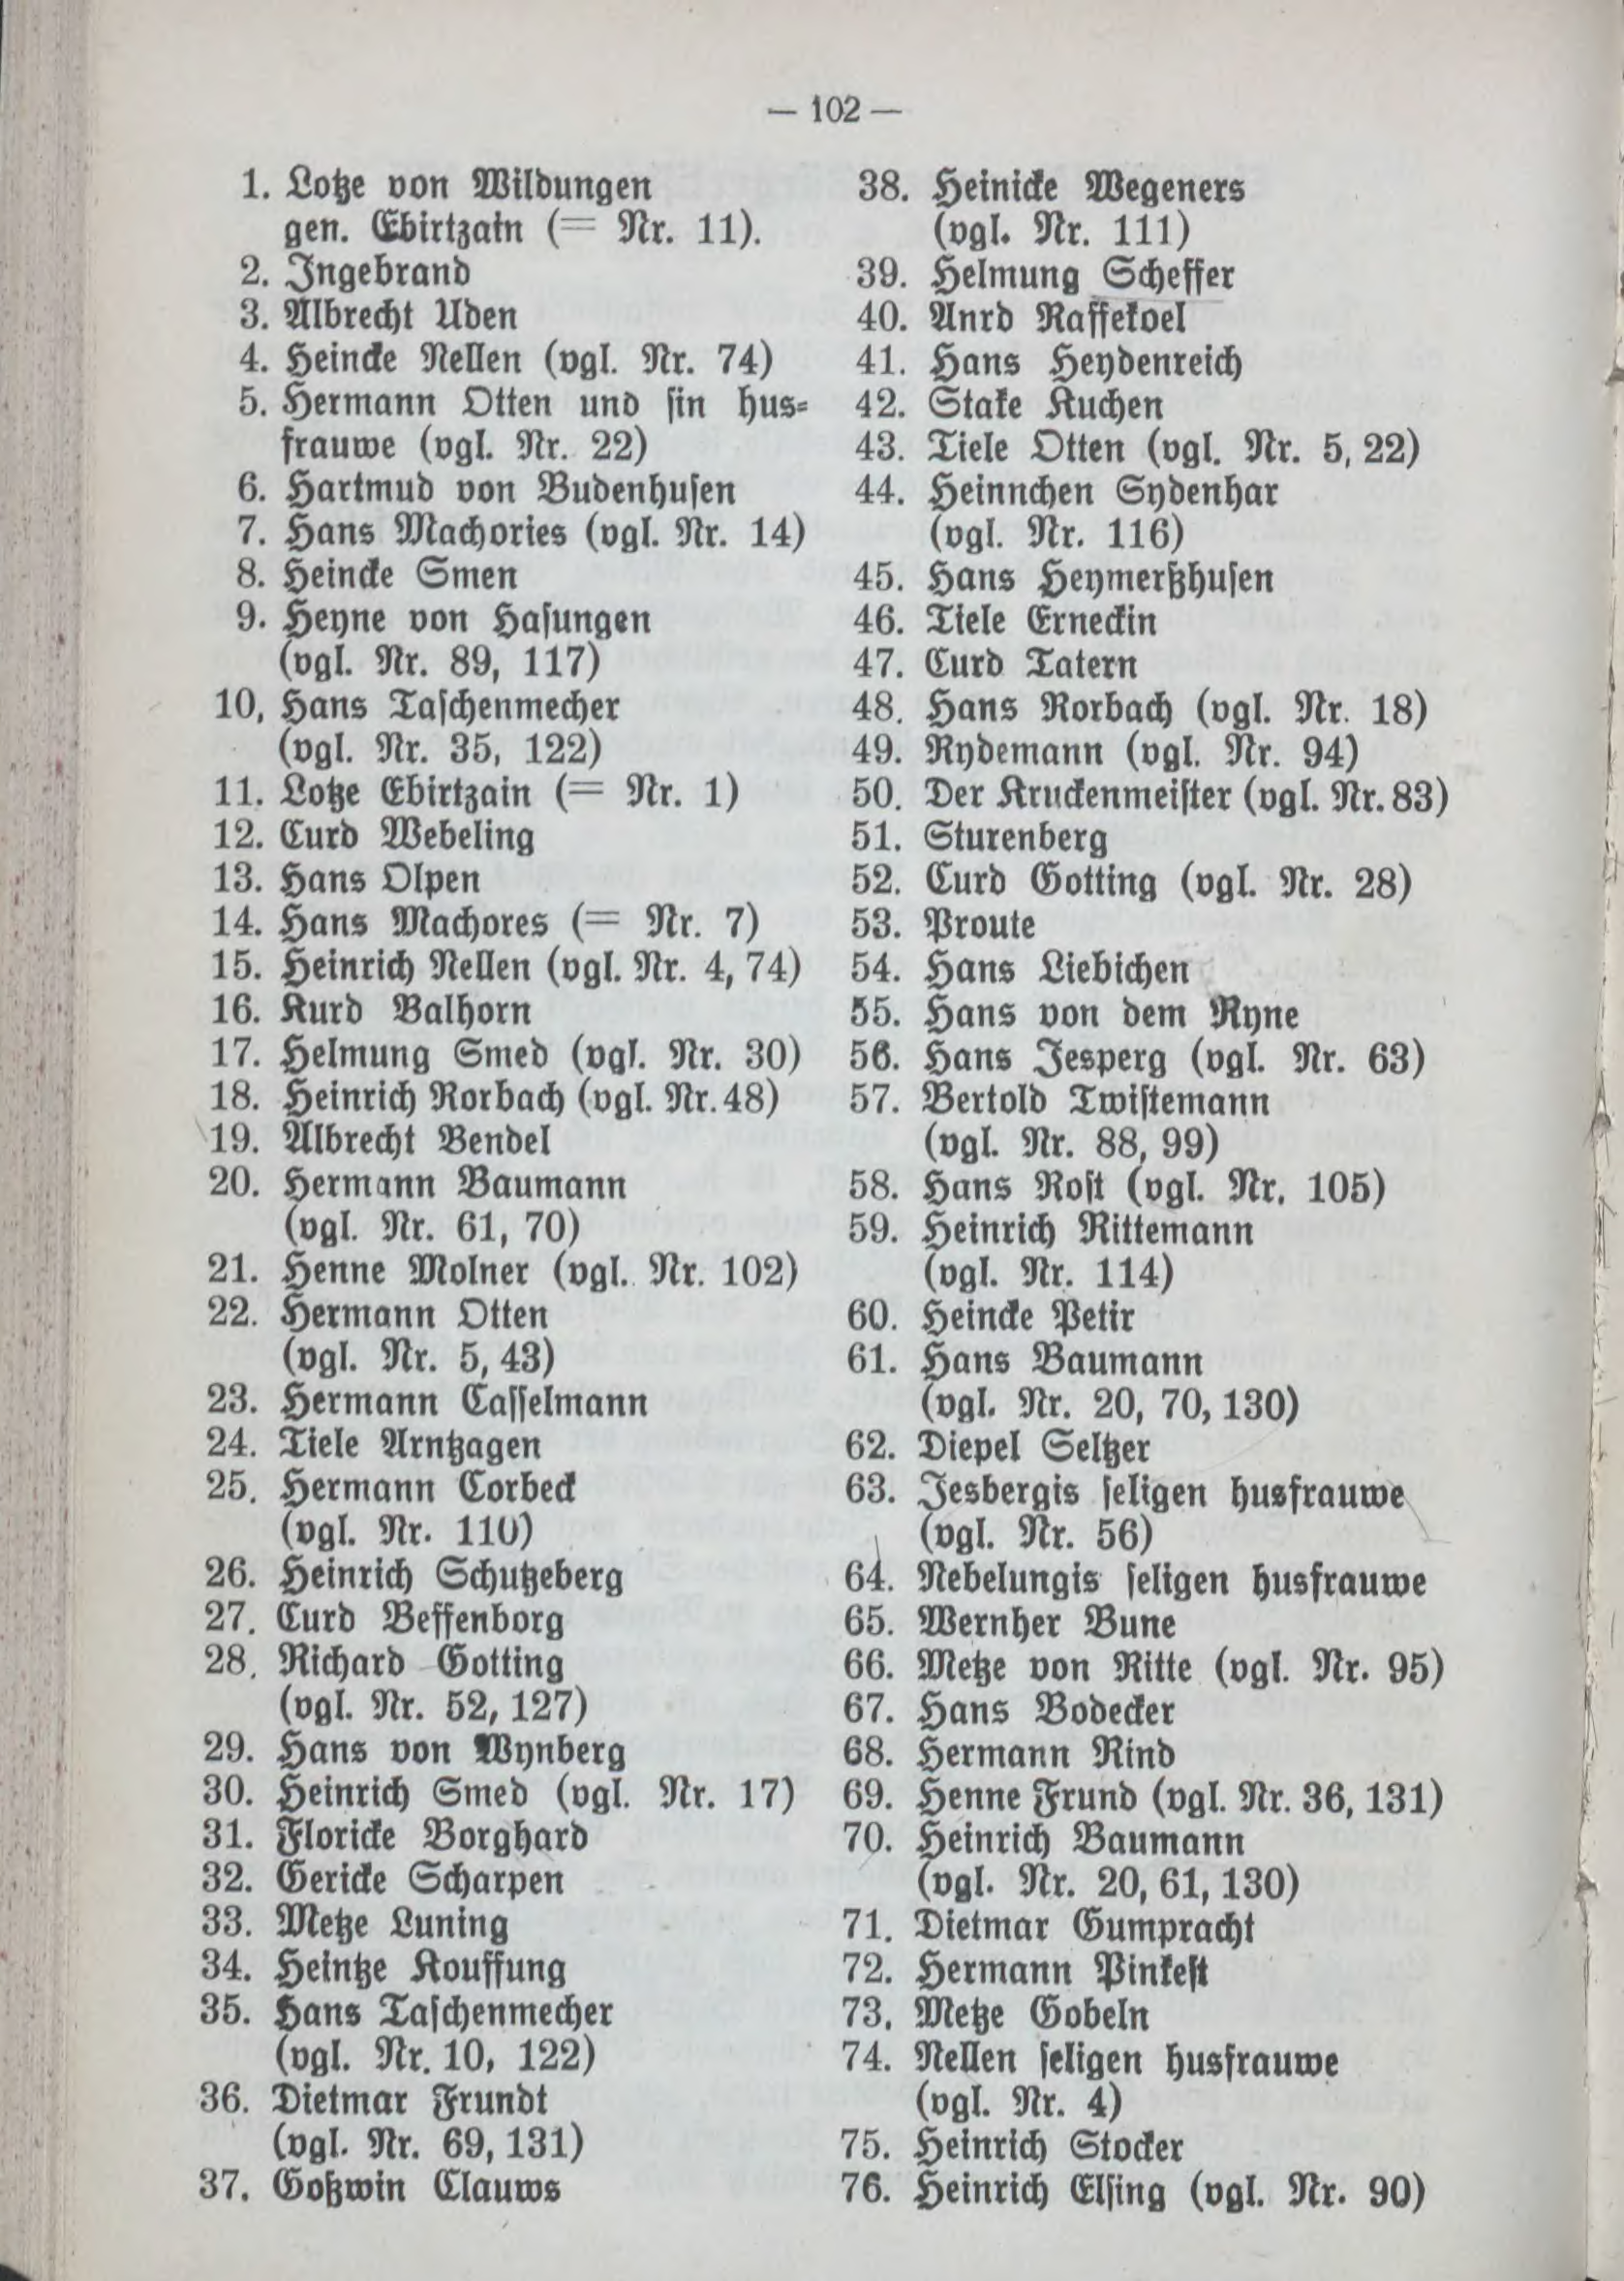 — 102 —
1. Lotze von Wildungen
gen. Ebirtzain (= Nr. 11).
2. Ingebrand
3. Albrecht Uden
4. Heincke Nellen (vgl. Nr. 74)
5. Hermann Otten und sin hus-
frauwe (vgl. Nr. 22)
6. Hartmud von Budenhusen
7. Hans Machories (vgl. Nr. 14)
8. Heincke Smen
9. Heyne von Hasungen
(vgl. Nr. 89, 117)
10, Hans Taschenmecher
(vgl. Nr. 35, 122)
11. Lotze Ebirtzain (= Nr. 1)
12. Curd Webeling
13. Hans Olpen
14. Hans Machores (= Nr. 7)
15. Heinrich Nellen (vgl. Nr. 4, 74)
16. Kurd Balhorn
17. Helmung Smed (vgl. Nr. 30)
18. Heinrich Rorbach (vgl. Nr. 48)
19. Albrecht Bendel
20. Hermann Baumann
(vgl. Nr. 61, 70)
21. Henne Molner (vgl. Nr. 102)
22. Hermann Otten
(vgl. Nr. 5, 43)
23. Hermann Casselmann
24. Tiele Arntzagen
25. Hermann Corbeck
(vgl. Nr. 110)
26. Heinrich Schutzeberg
27. Curd Beffenborg
28. Richard Gotting
(vgl. Nr. 52, 127)
29. Hans von Wynberg
30. Heinrich Smed (vgl. Nr. 17)
31. Floricke Borghard
32. Gericke Scharpen
33. Metze Luning
34. Heintze Kouffung
35. Hans Taschenmecher
(vgl. Nr. 10, 122)
36. Dietmar Frundt
(vgl. Nr. 69, 131)
37. Goßwin Clauws
38. Heinicke Wegeners
(vgl. Nr. 111)
39. Helmung Scheffer
40. Anrd Raffekoel
41. Hans Heydenreich
42. Stake Kuchen
43. Tiele Otten (vgl. Nr. 5, 22)
44. Heinnchen Sydenhar
(vgl. Nr. 116)
45. Hans Heymerßhusen
46. Tiele Erneckin
47. Curd Tatern
48. Hans Rorbach (vgl. Nr. 18)
49. Rydemann (vgl. Nr. 94)
50. Der Kruckenmeister (vgl. Nr. 83)
51. Sturenberg
52. Curd Gotting (vgl. Nr. 28)
53. Proute
54. Hans Liebichen
55. Hans von dem Ryne
56. Hans Jesperg (vgl. Nr. 63)
57. Bertold Twistemann
(vgl. Nr. 88, 99)
58. Hans Rost (vgl. Nr. 105)
59. Heinrich Rittemann
(vgl. Nr. 114)
60. Heincke Petir
61. Hans Baumann
(vgl. Nr. 20, 70, 130)
62. Diepel Seltzer
63. Jesbergis seligen husfrauwe
(vgl. Nr. 56)
64. Nebelungis seligen husfrauwe
65. Wernher Bune
66. Metze von Ritte (vgl. Nr. 95)
67. Hans Bodecker
68. Hermann Rind
69. Henne Frund (vgl. Nr. 36, 131)
70. Heinrich Baumann
(vgl. Nr. 20, 61, 130)
71. Dietmar Gumpracht
72. Hermann Pinkest
73. Metze Gobeln
74. Nellen seligen husfrauwe
(vgl. Nr. 4)
75. Heinrich Stocker
76. Heinrich Elsing (vgl. Nr. 90)